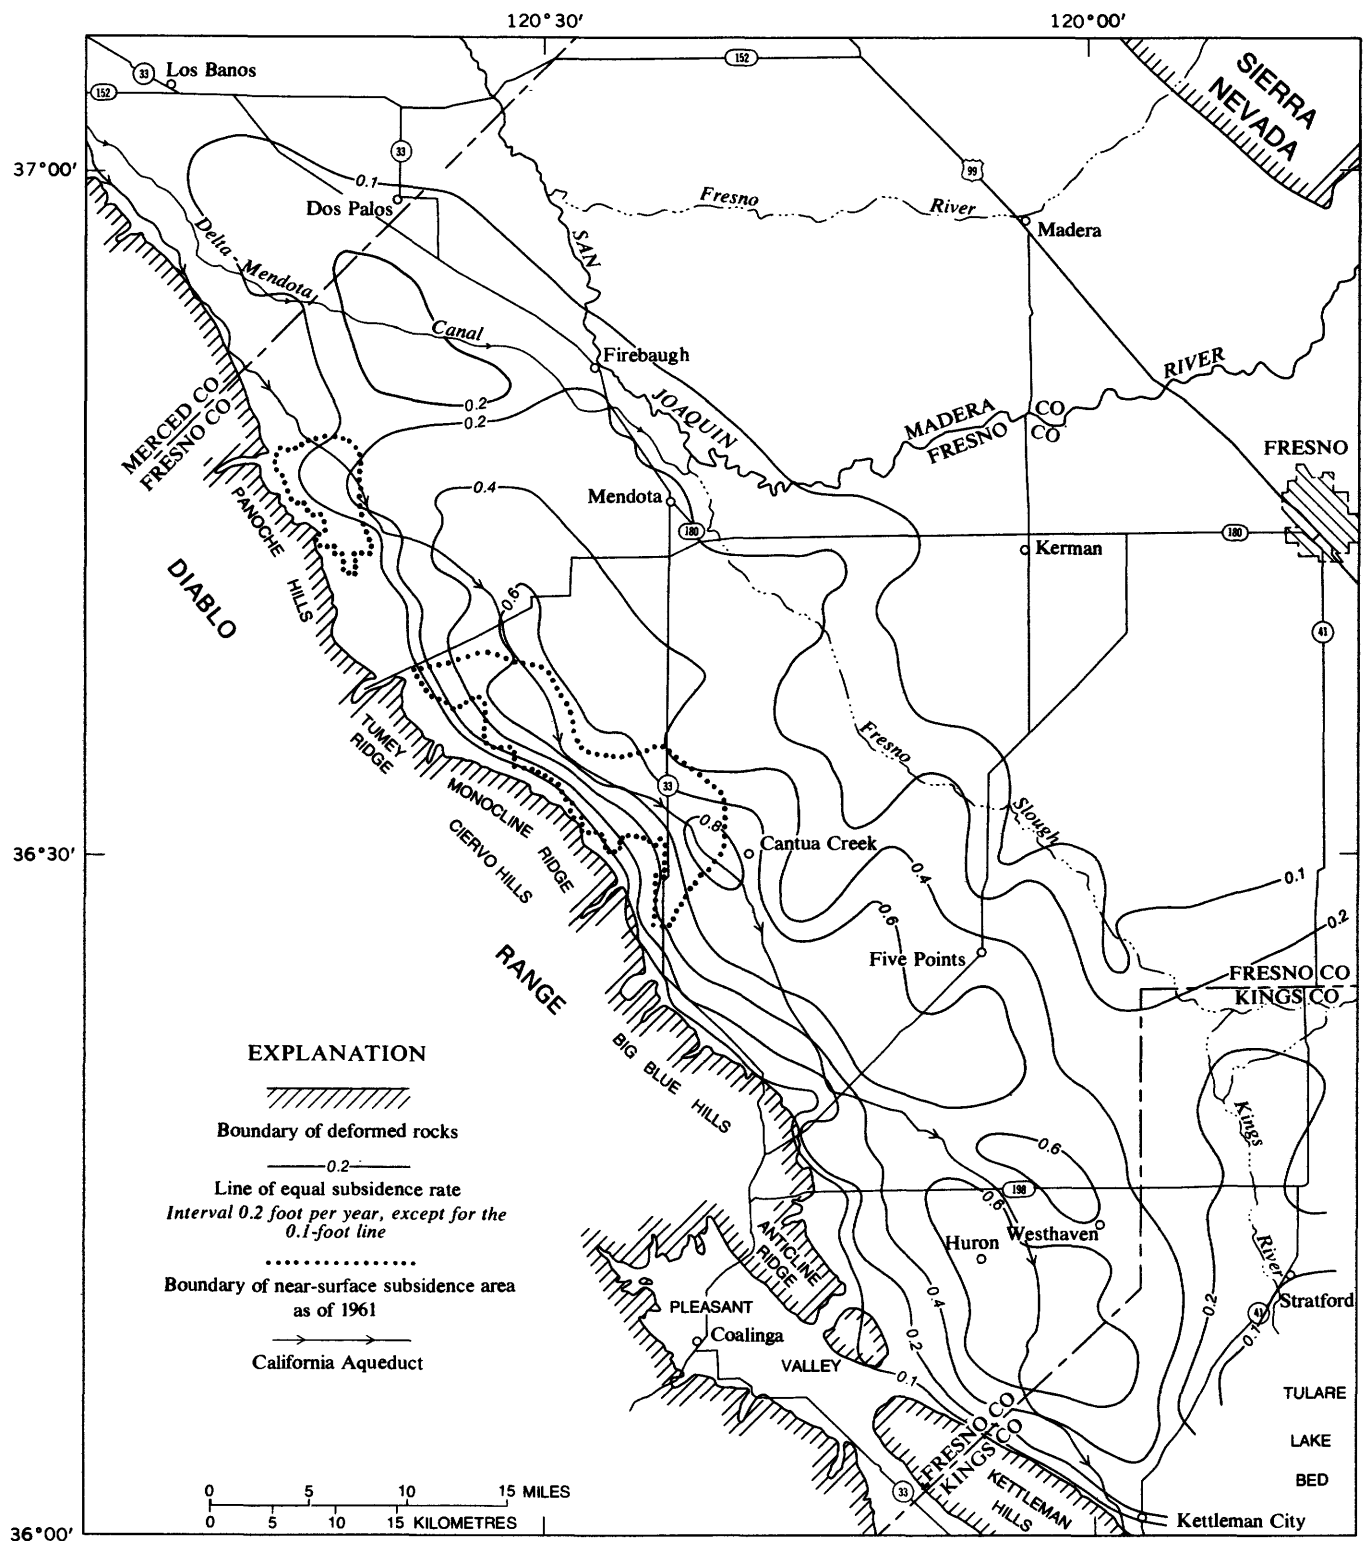 120°30'
120°00'
33
Los Banos
152
152
SIERRA
NEVADA
37°00'
33
99
0.1
Dos Palos
Fresno River
Madera
Delta - Mendota
Canal
SAN
JOAQUIN
RIVER
Firebaugh
0.2
0.2
MERCED CO
FRESNO CO
MADERA CO
FRESNO CO
FRESNO
PANOCHE
HILLS
0.4
Mendota
180
180
Kerman
DIABLO
RANGE
0.6
41
TUMEY
RIDGE
MONOCLINE RIDGE
CIERVO HILLS
Fresno
Slough
33
0.8
Cantua Creek
36°30'
0.4
0.1
0.6
0.2
Five Points
FRESNO CO
KINGS CO
BIG BLUE HILLS
Kings
River
0.6
198
0.6
Westhaven
Huron
ANTICLINE
RIDGE
0.4
0.2
0.2
41
0.1
Stratford
PLEASANT
VALLEY
Coalinga
0.1
TULARE
LAKE
BED
FRESNO CO
KINGS CO
33
KETTLEMAN
HILLS
Kettleman City
36°00'
EXPLANATION
Boundary of deformed rocks
0.2
Line of equal subsidence rate
Interval 0.2 foot per year, except for the
0.1-foot line
Boundary of near-surface subsidence area
as of 1961
California Aqueduct
0 5 10 15 MILES
0 5 10 15 KILOMETRES